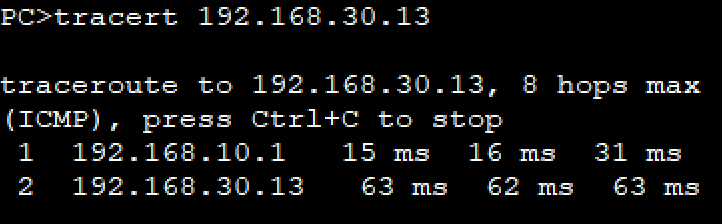 PC>tracert 192.168.30.13
traceroute to 192.168.30.13, 8 hops max
(ICMP), press Ctrl+C to stop
1 192.168.10.1 15 ms 16 ms 31 ms
2 192.168.30.13 63 ms 62 ms 63 ms